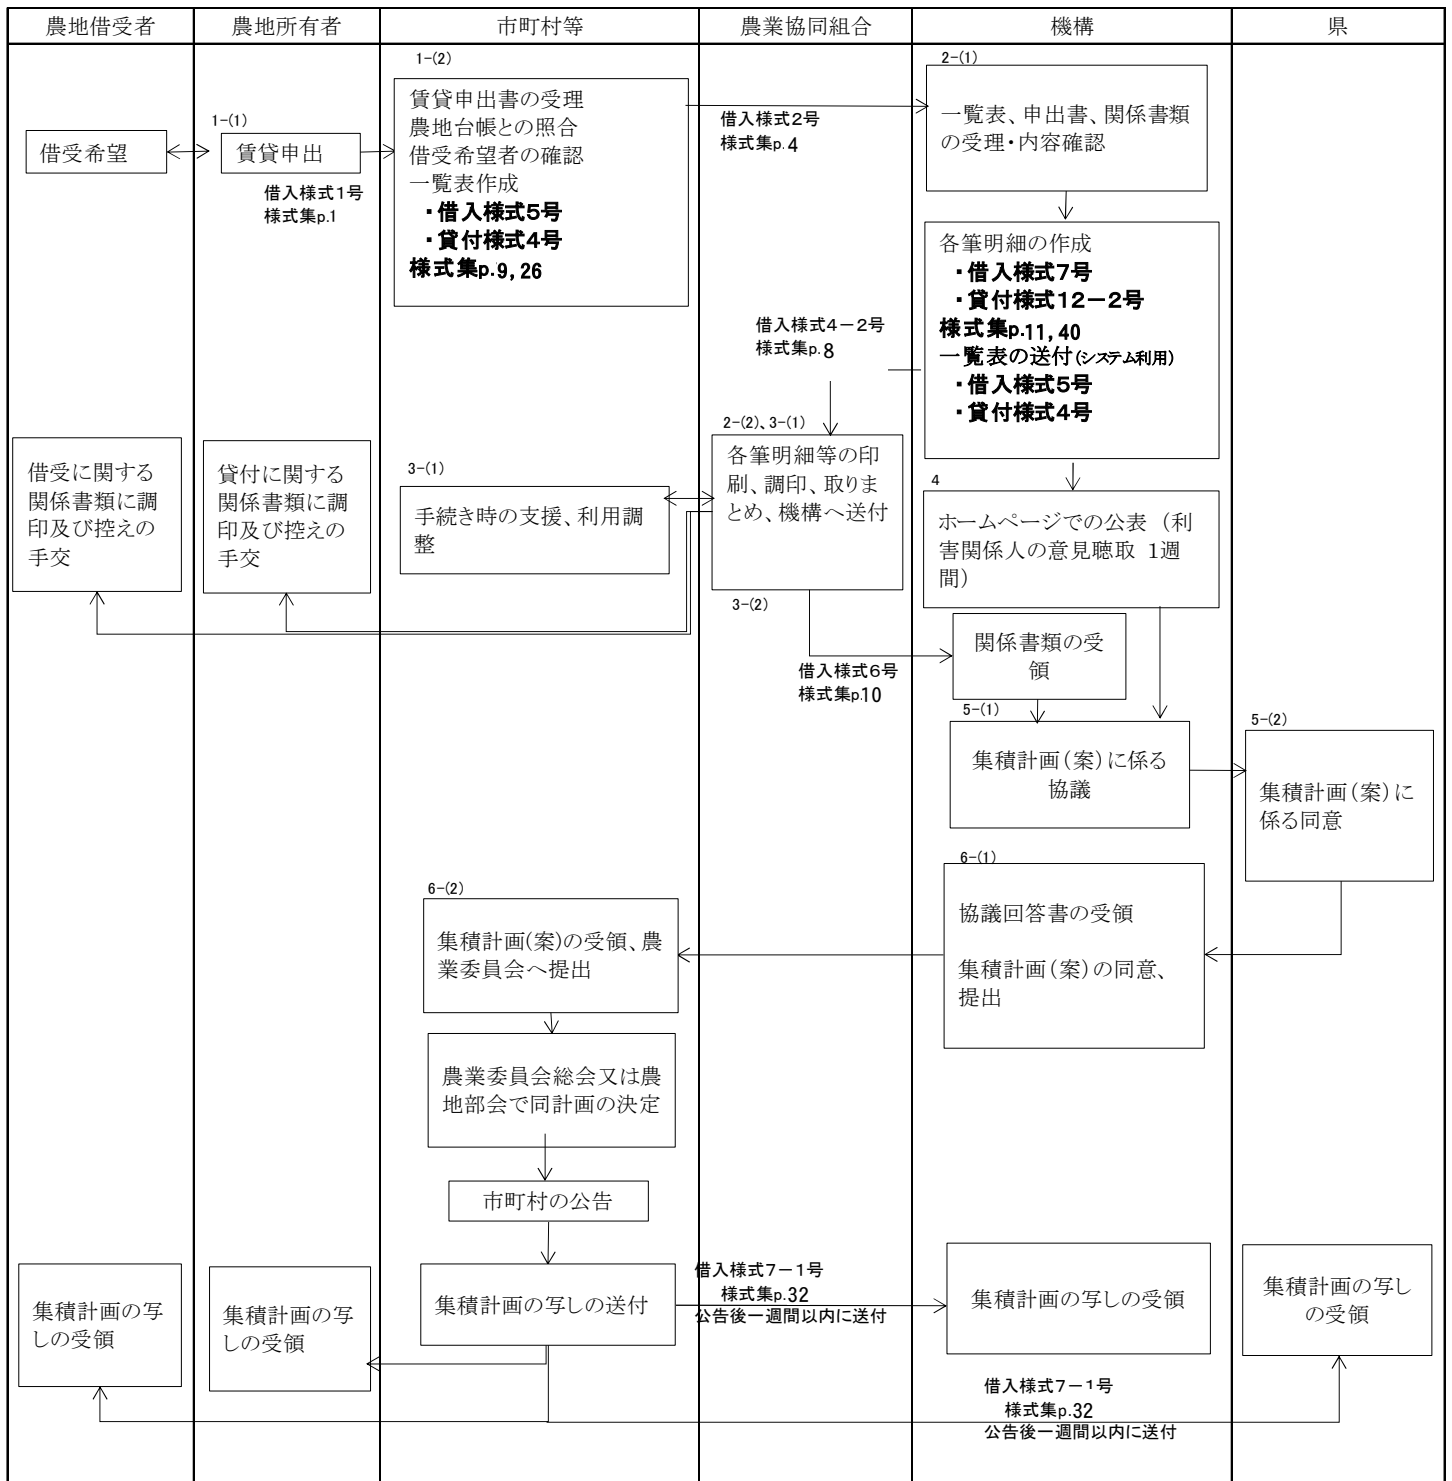 農地借受者
農地所有者
市町村等
農業協同組合
機構
県
1-(1)
借受希望
賃貸申出
借入様式1号
様式集p.1
1-(2)
賃貸申出書の受理
農地台帳との照合
借受希望者の確認
一覧表作成
・借入様式5号
・貸付様式4号
様式集p.9,26
借入様式2号
様式集p.4
2-(1)
一覧表、申出書、関係書類
の受理・内容確認
各筆明細の作成
・借入様式7号
・貸付様式12－2号
様式集p.11,40
一覧表の送付(システム利用)
・借入様式5号
・貸付様式4号
借入様式4－2号
様式集p.8
2-(2)、3-(1)
各筆明細等の印
刷、調印、取りま
とめ、機構へ送付
3-(2)
3-(1)
手続き時の支援、利用調
整
借受に関する
関係書類に調
印及び控えの
手交
貸付に関する
関係書類に調
印及び控えの
手交
4
ホームページでの公表（利
害関係人の意見聴取 1週
間）
関係書類の受
領
借入様式6号
様式集p.10
5-(1)
集積計画(案)に係る
協議
5-(2)
集積計画(案)に
係る同意
6-(1)
協議回答書の受領
集積計画(案)の同意、
提出
6-(2)
集積計画(案)の受領、農
業委員会へ提出
農業委員会総会又は農
地部会で同計画の決定
市町村の公告
集積計画の写しの送付
借入様式7－1号
様式集p.32
公告後一週間以内に送付
集積計画の写しの受領
集積計画の写し
の受領
集積計画の写
しの受領
集積計画の写
しの受領
借入様式7－1号
様式集p.32
公告後一週間以内に送付